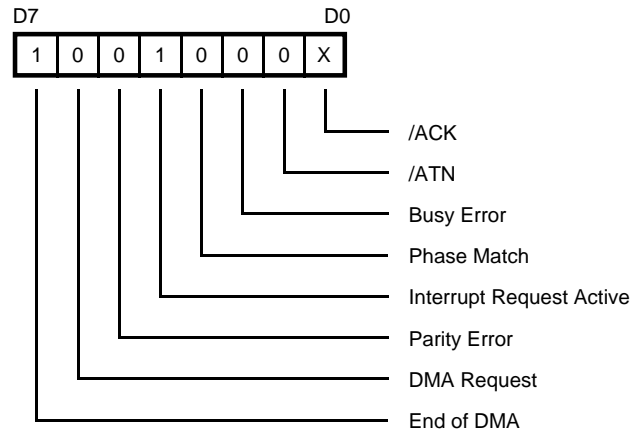 D7 D0
1 0 0 1 0 0 0 X
/ACK
/ATN
Busy Error
Phase Match
Interrupt Request Active
Parity Error
DMA Request
End of DMA